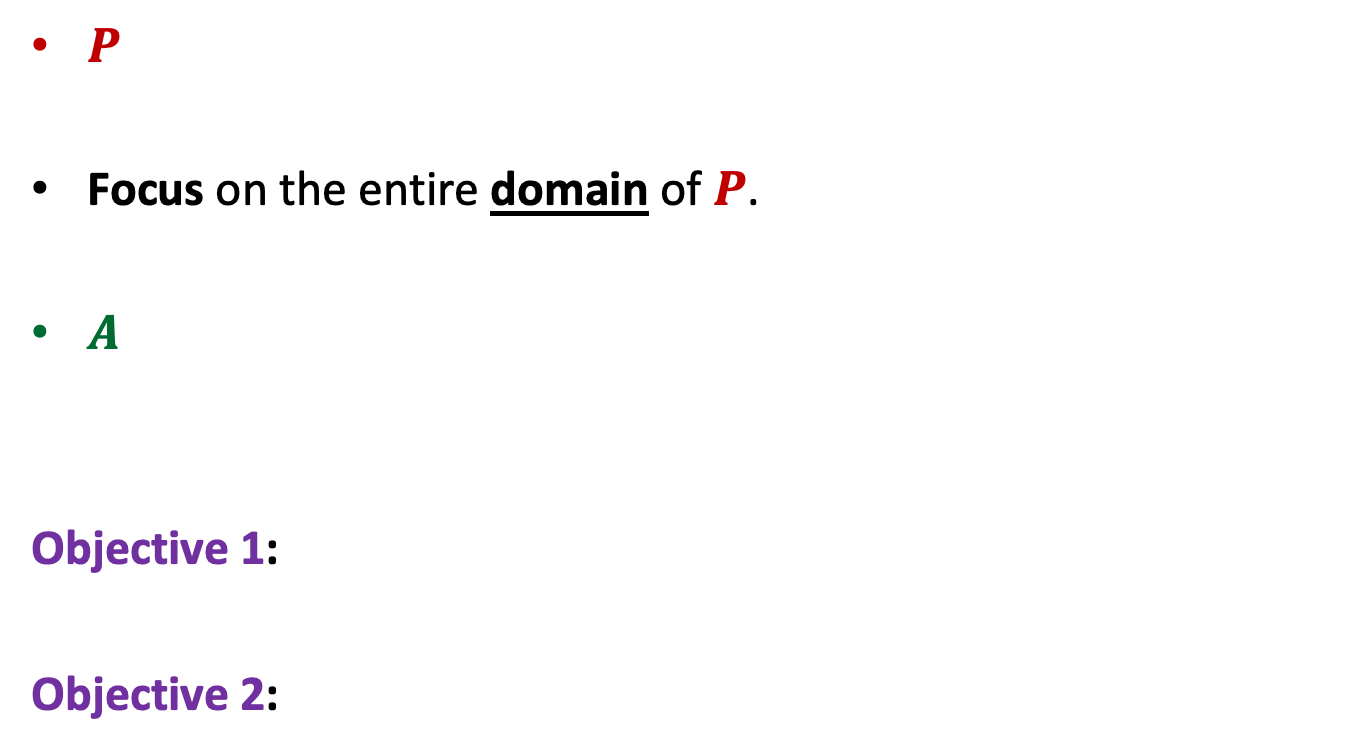 • P
• Focus on the entire domain of P.
• A
Objective 1:
Objective 2: